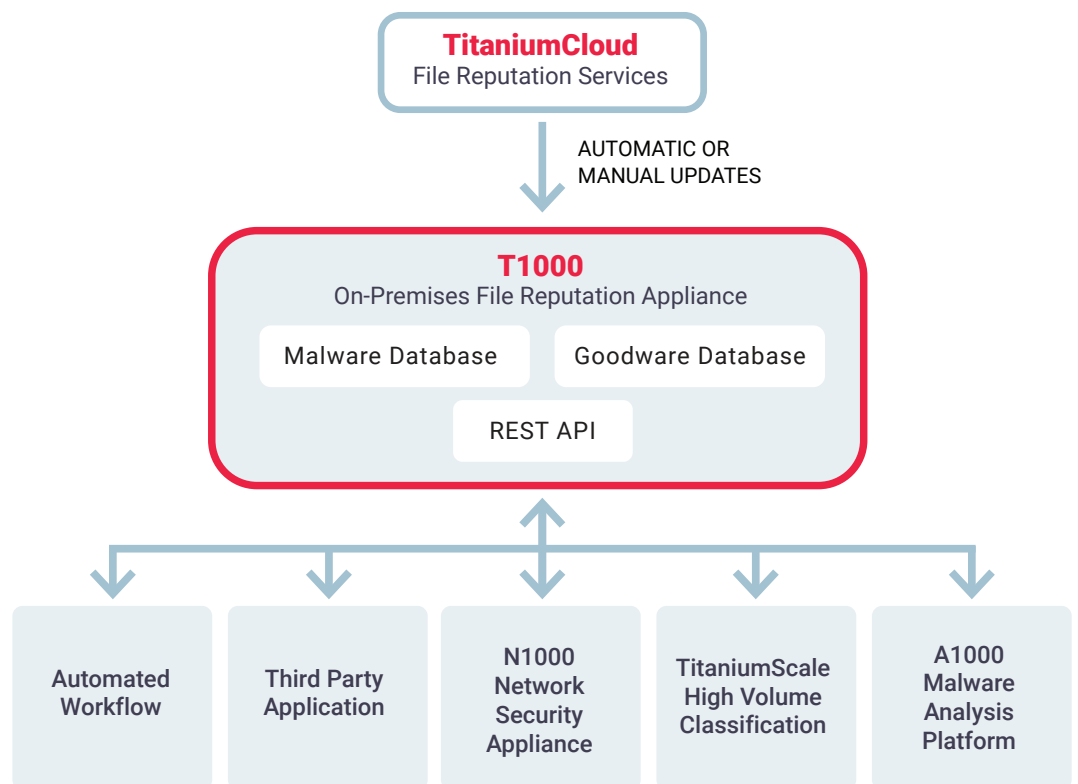 TitaniumCloud
File Reputation Services
AUTOMATIC OR
MANUAL UPDATES
T1000
On-Premises File Reputation Appliance
Malware Database
Goodware Database
REST API
Automated
Workflow
Third Party
Application
N1000
Network
Security
Appliance
TitaniumScale
High Volume
Classification
A1000
Malware
Analysis
Platform